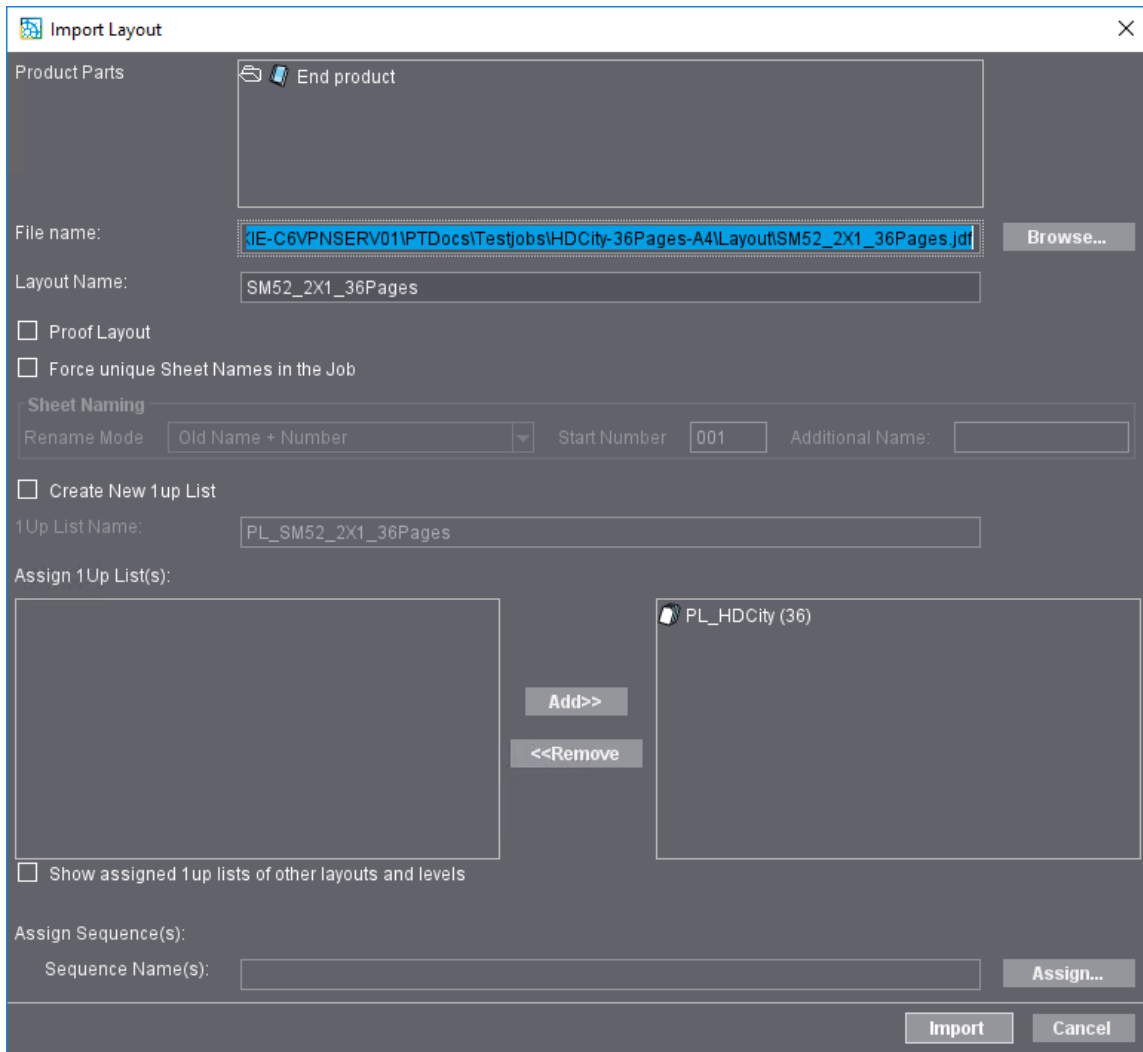 Import Layout
Product Parts
End product
File name:
IE-C6VPNSERV01\PTDocs\Testjobs\HDCity-36Pages-A4\Layout\SM52_2X1_36Pages.jdf
Browse...
Layout Name:
SM52_2X1_36Pages
Proof Layout
Force unique Sheet Names in the Job
Sheet Naming
Rename Mode Old Name + Number Start Number 001 Additional Name:
Create New 1up List
1Up List Name:
PL_SM52_2X1_36Pages
Assign 1Up List(s):
PL_HDCity (36)
Add>>
<<Remove
Show assigned 1up lists of other layouts and levels
Assign Sequence(s):
Sequence Name(s):
Assign...
Import Cancel